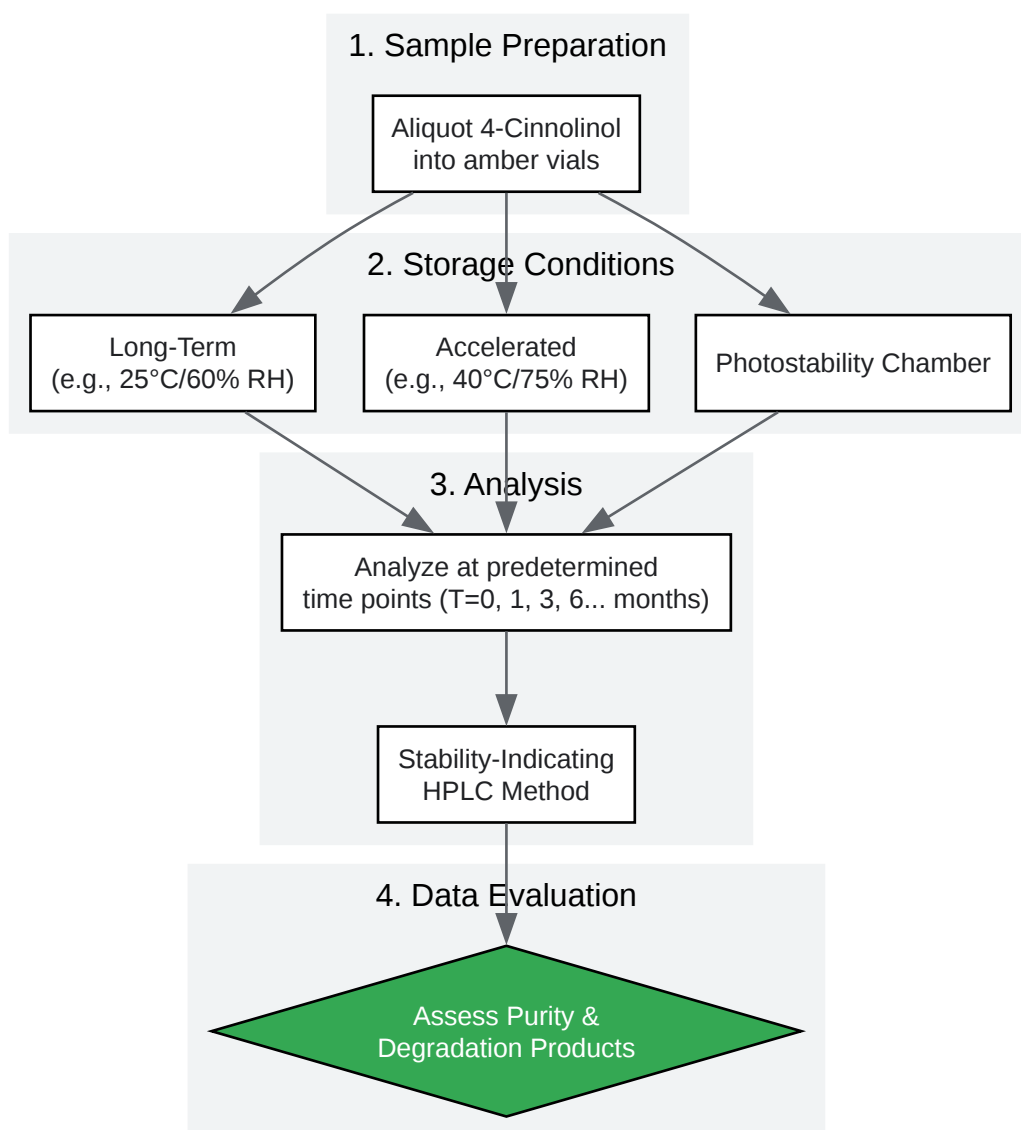 1. Sample Preparation
Aliquot 4-Cinnolinol
into amber vials
2. Storage Conditions
Long-Term
(e.g., 25°C/60% RH)
Accelerated
(e.g., 40°C/75% RH)
Photostability Chamber
3. Analysis
Analyze at predetermined
time points (T=0, 1, 3, 6... months)
Stability-Indicating
HPLC Method
4. Data Evaluation
Assess Purity &
Degradation Products